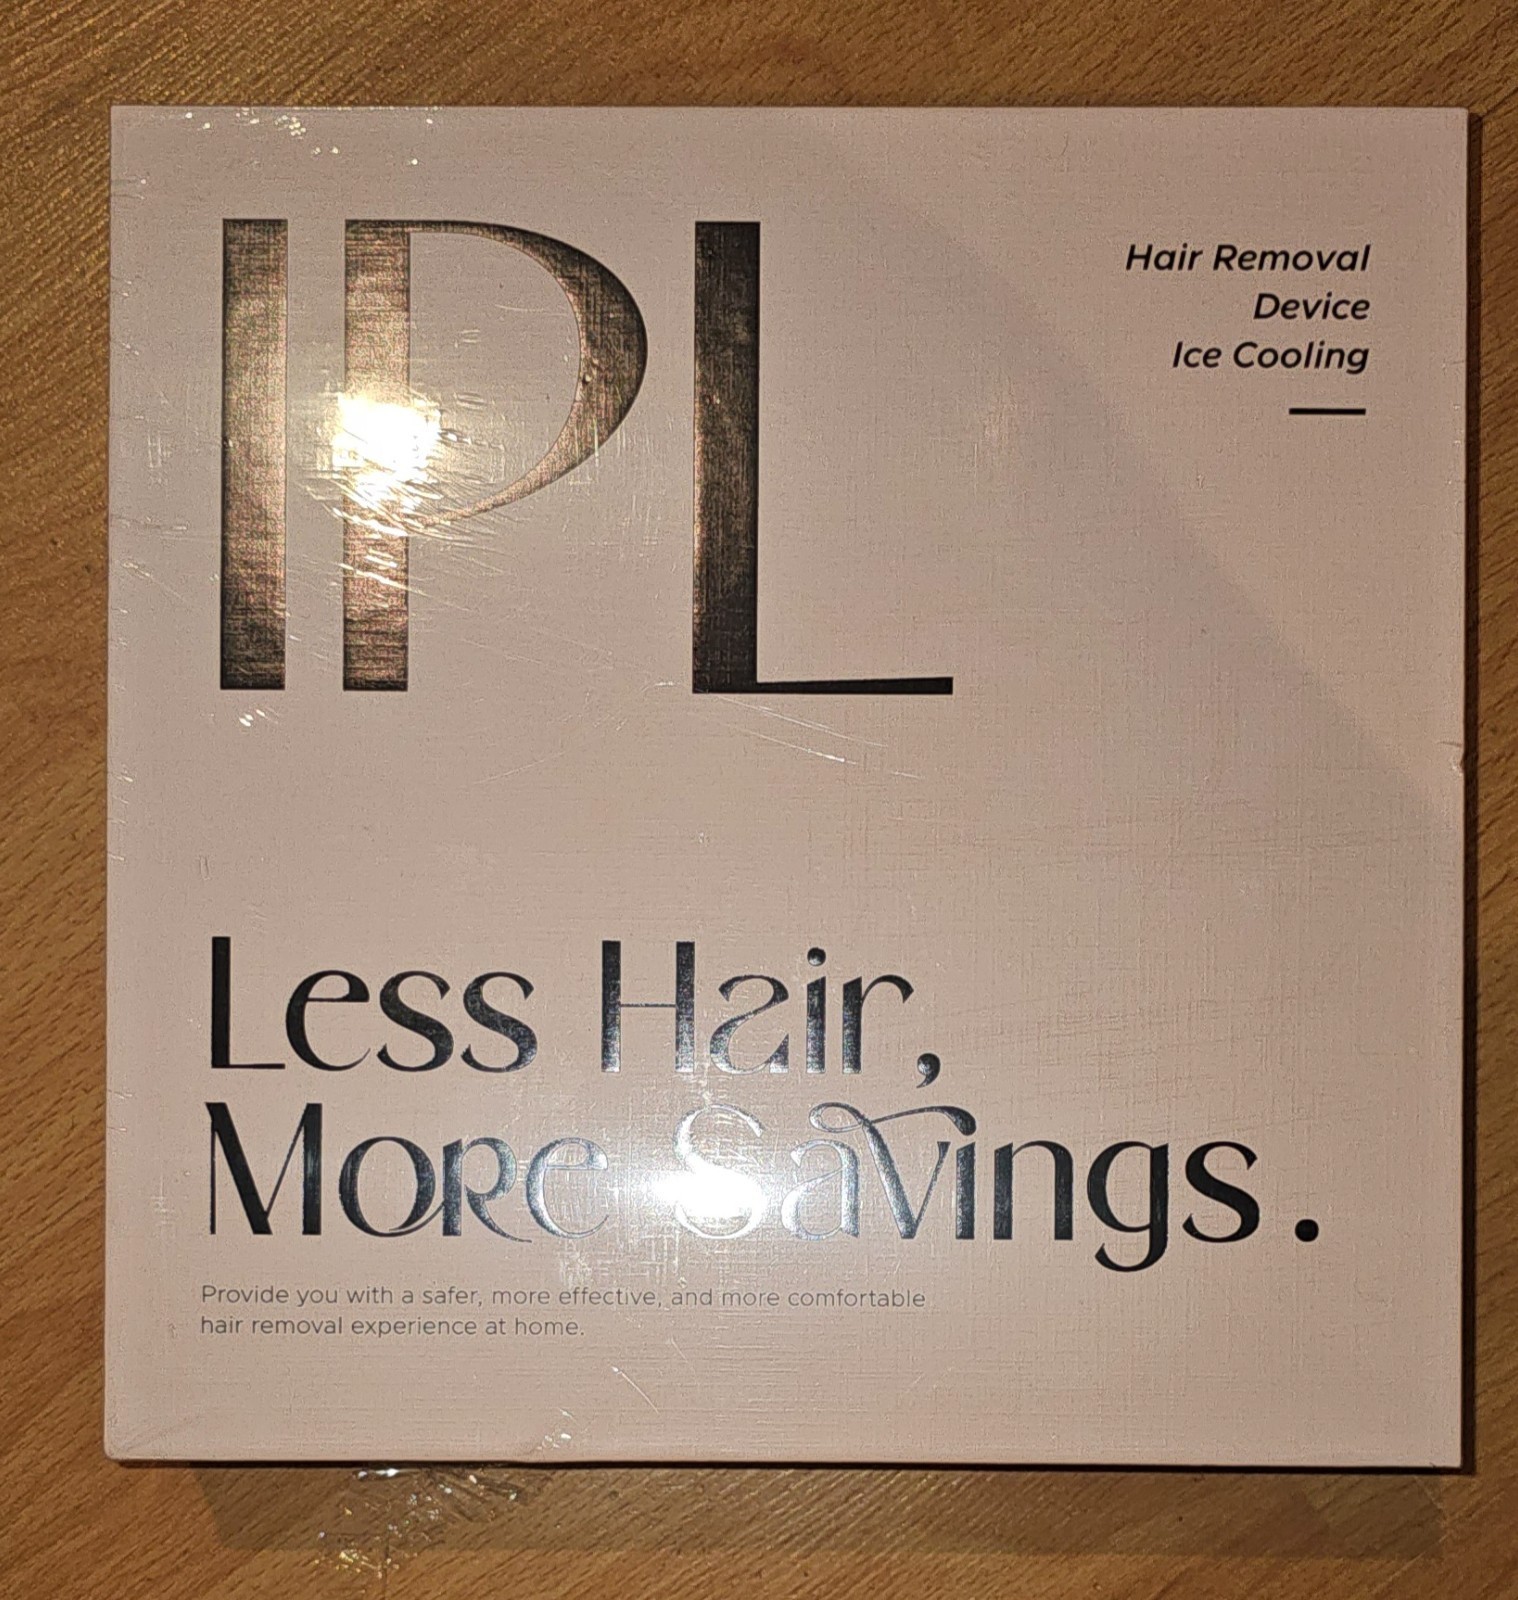 IPL
Hair Removal
Device
Ice Cooling
Less Hair,
More Savings.
Provide you with a safer, more effective, and more comfortable
hair removal experience at home.